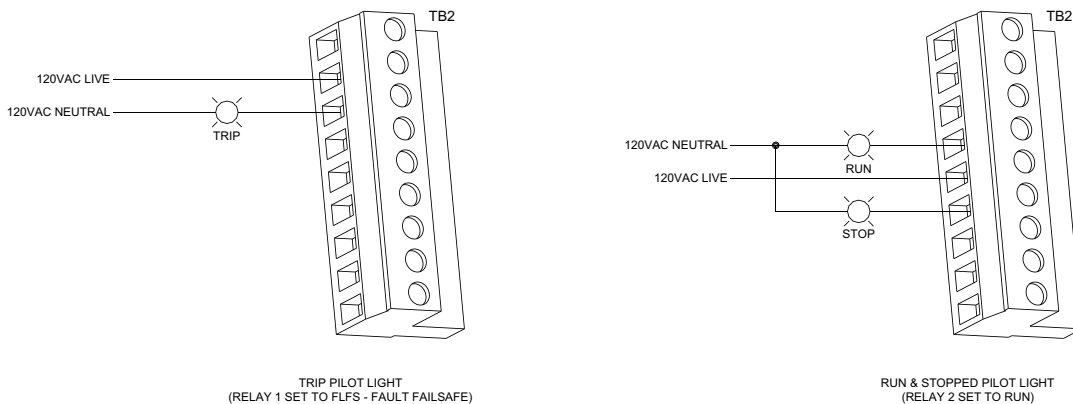 TB2
120VAC LIVE
120VAC NEUTRAL
TRIP
TRIP PILOT LIGHT
(RELAY 1 SET TO FLFS - FAULT FAILSAFE)
TB2
120VAC NEUTRAL
RUN
120VAC LIVE
STOP
RUN & STOPPED PILOT LIGHT
(RELAY 2 SET TO RUN)